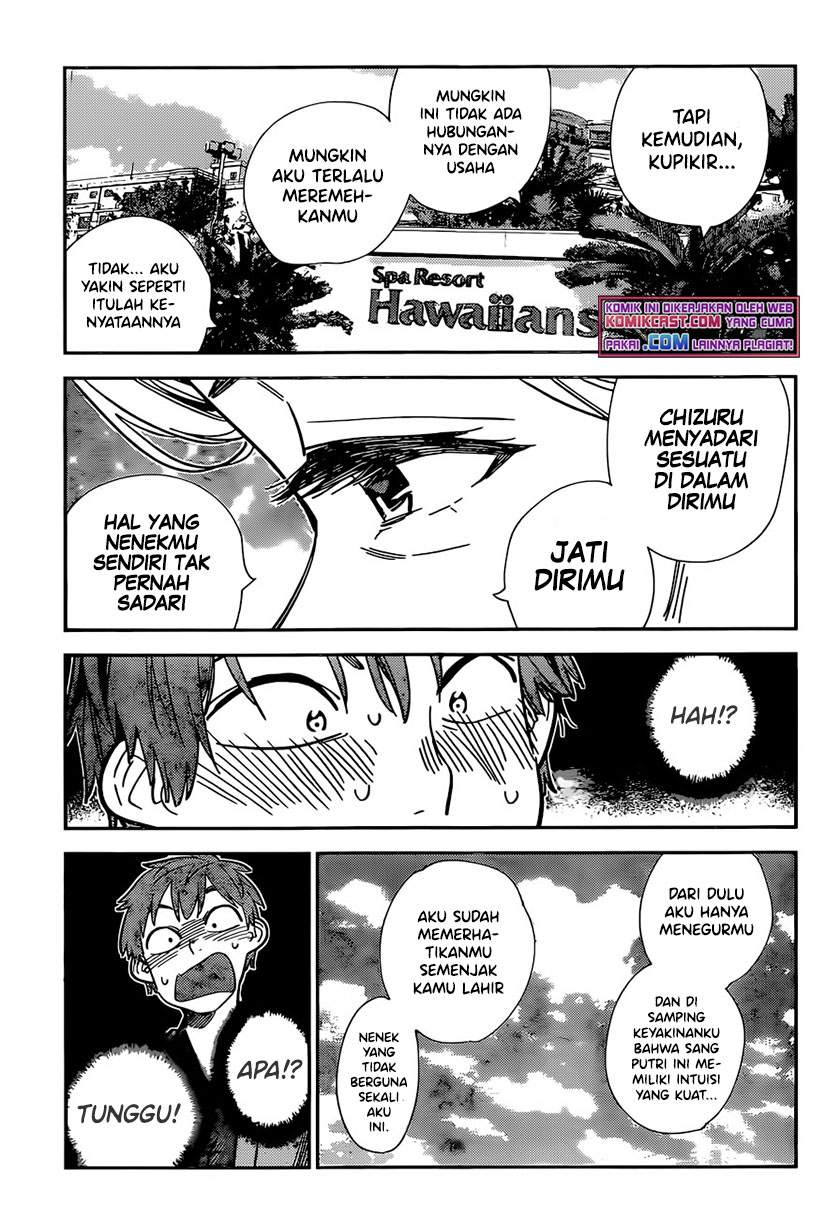 TAPI
KEMUDIAN,
KUPIKIR...
MUNGKIN
INI TIDAK ADA
HUBUNGAN-
NYA DENGAN
USAHA
MUNGKIN
AKU TERLALU
MEREMEH-
KANMU
TIDAK... AKU
YAKIN SEPERTI
ITULAH KE-
NYATAANNYA
Spa Resort
Hawaiians
KOMIK INI DIKERJAKAN OLEH WEB
KOMIKCAST.COM YANG CUMA
PAKAI .COM LAINNYA PLAGIAT!
CHIZURU
MENYADARI
SESUATU
DI DALAM
DIRIMU
JATI
DIRIMU
HAL YANG
NENEKMU
SENDIRI TAK
PERNAH
SADARI
HAH!?
DARI DULU
AKU HANYA
MENEGURMU
DAN DI
SAMPING
KEYAKINANKU
BAHWA SANG
PUTRI INI ME-
MILIKI INTUISI
YANG KUAT...
AKU SUDAH
MEMERHA-
TIKANMU
SEMENJAK
KAMU LAHIR
NENEK
YANG
TIDAK
BERGUNA
SEKALI
AKU
INI.
APA!?
TUNGGU!